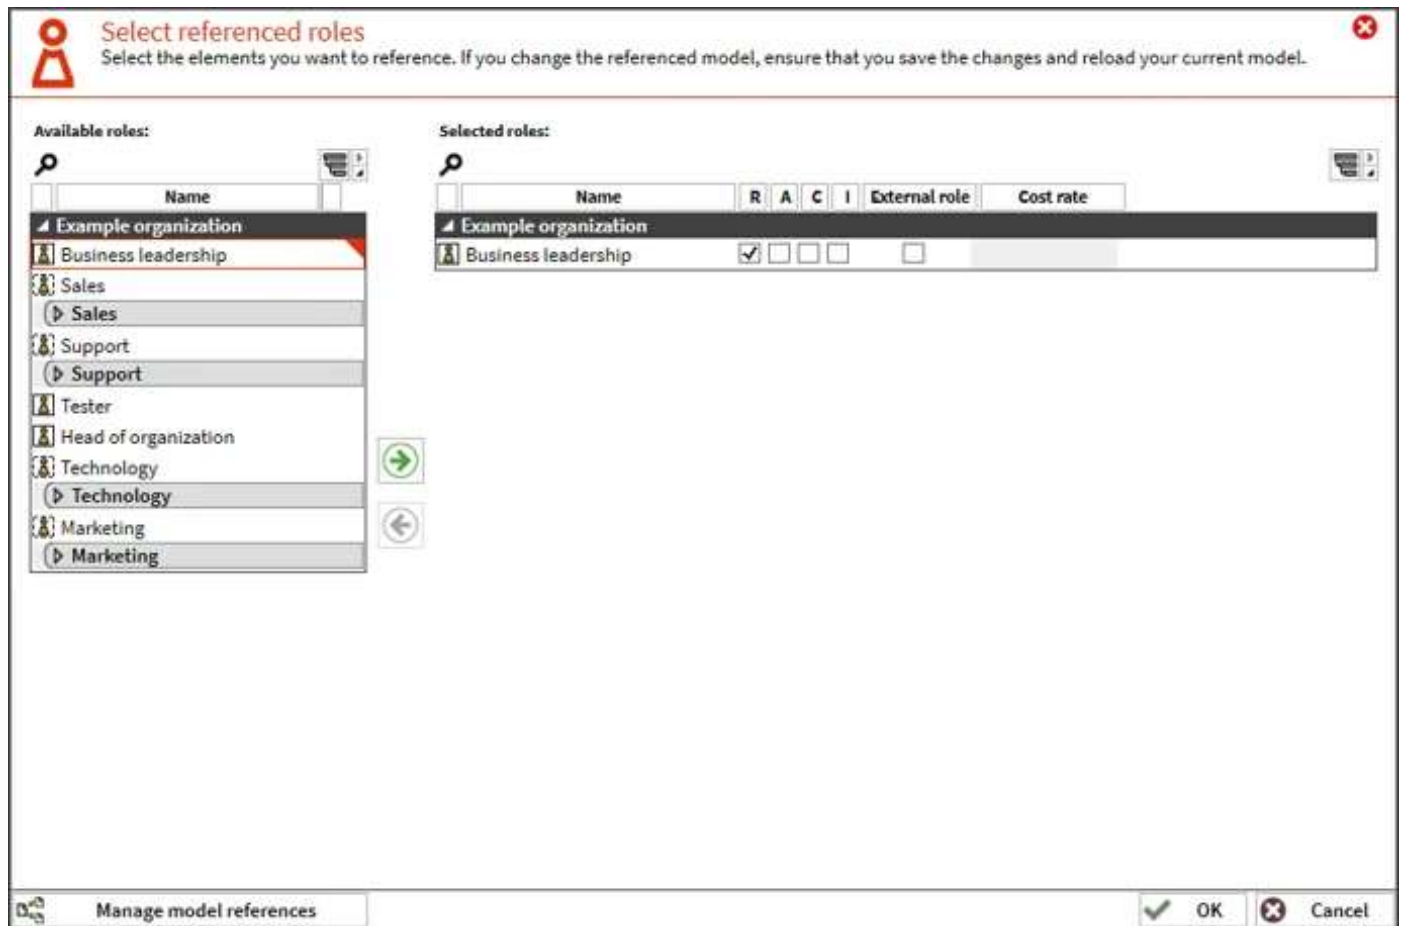 Select referenced roles
Select the elements you want to reference. If you change the referenced model, ensure that you save the changes and reload your current model.
Available roles:
Selected roles:
Name
Name R A C I External role Cost rate
Example organization
Example organization
Business leadership
Business leadership
Sales
Sales
Support
Support
Tester
Head of organization
Technology
Technology
Marketing
Marketing
Manage model references
OK
Cancel